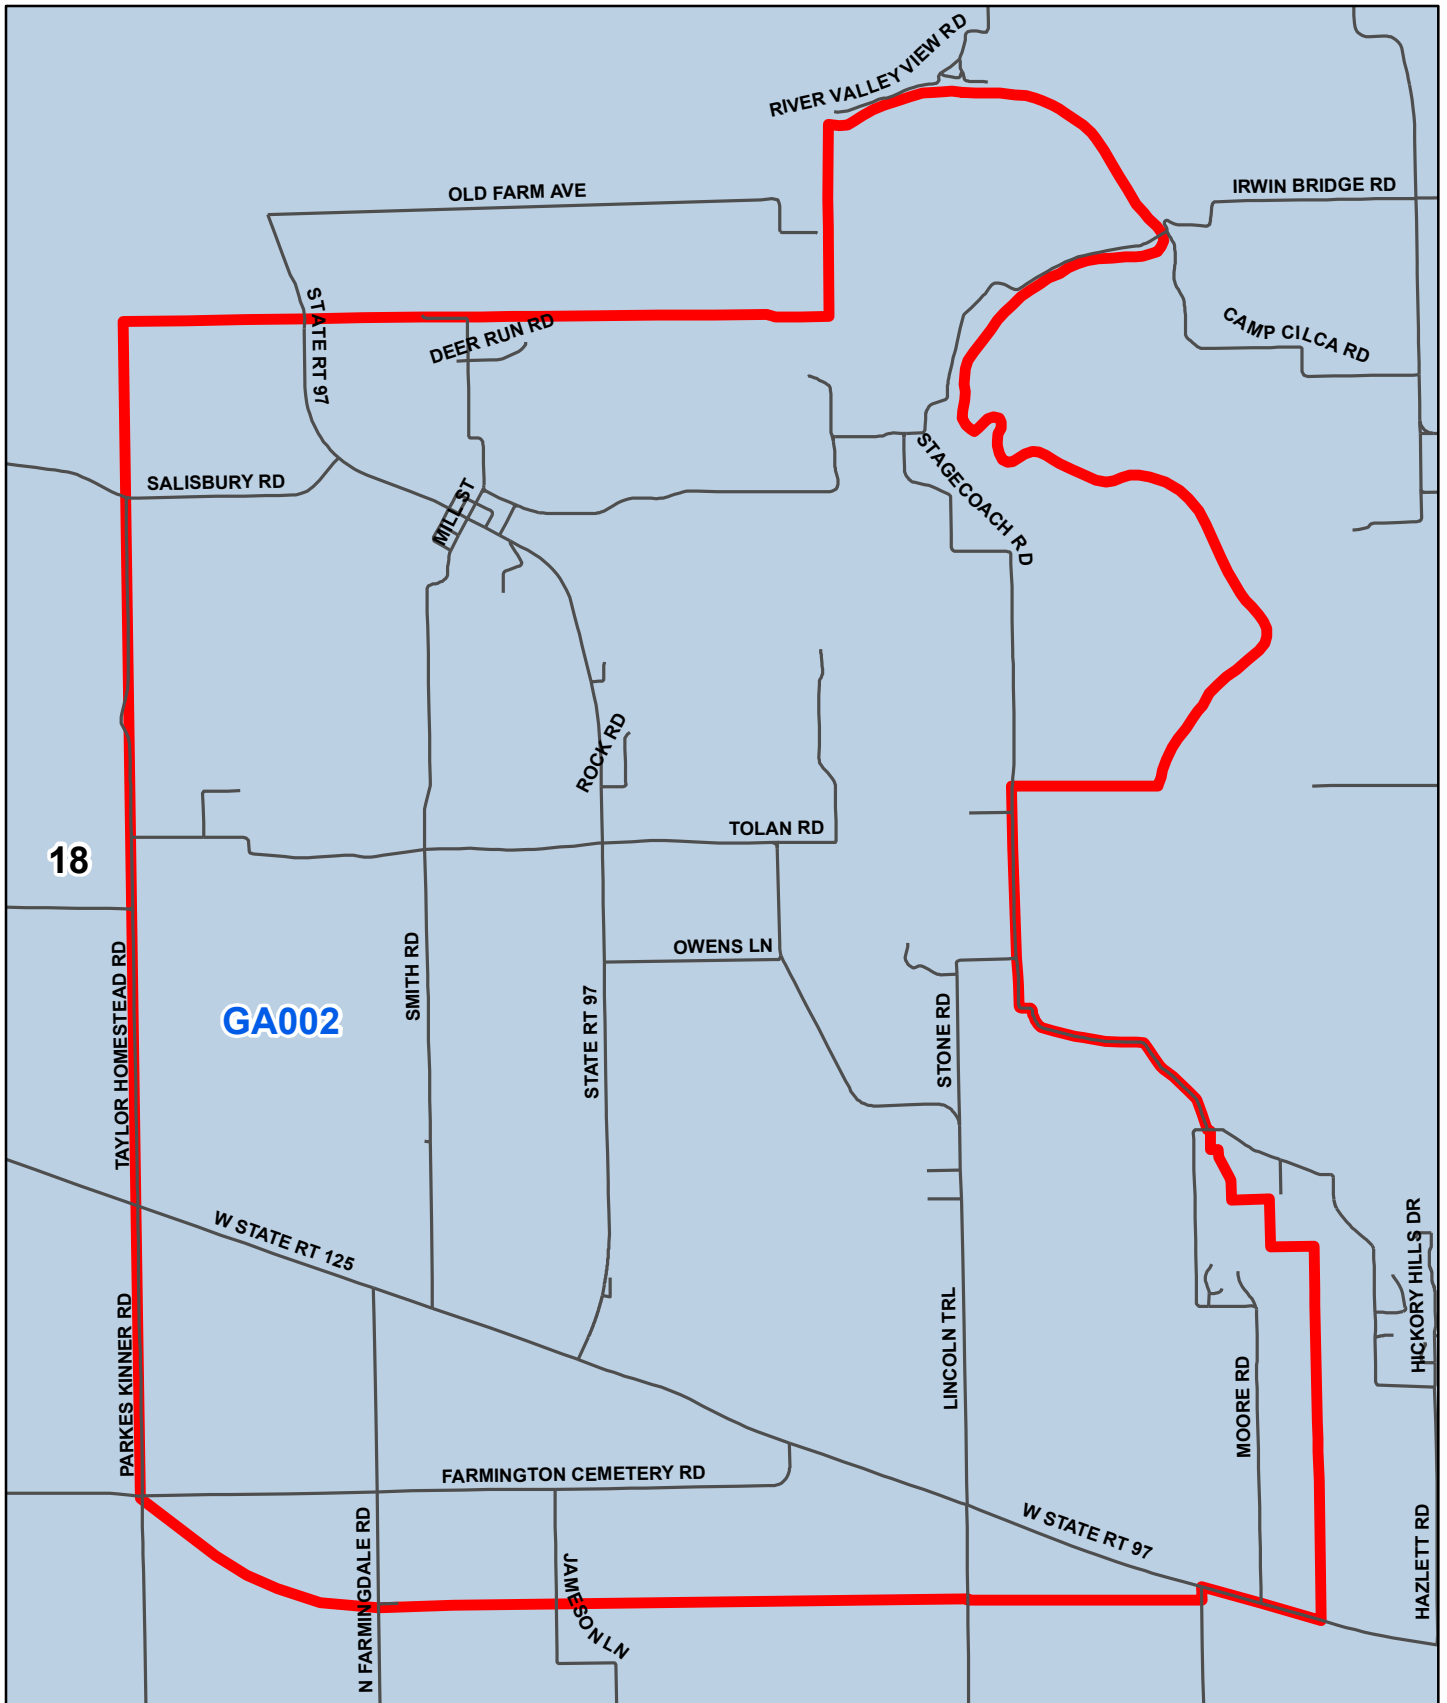 RIVER VALLEY VIEW RD
OLD FARM AVE
IRWIN BRIDGE RD
STATE RT 97
DEER RUN RD
CAMP CILCA RD
SALISBURY RD
MILL ST
STAGECOACH RD
ROCK RD
TOLAN RD
18
OWENS LN
TAYLOR HOMESTEAD RD
SMITH RD
GA002
STATE RT 97
STONE RD
W STATE RT 125
HICKORY HILLS DR
PARKES KINNER RD
LINCOLN TRL
MOORE RD
FARMINGTON CEMETERY RD
W STATE RT 97
N FARMINGDALE RD
JAMESON LN
HAZLETT RD